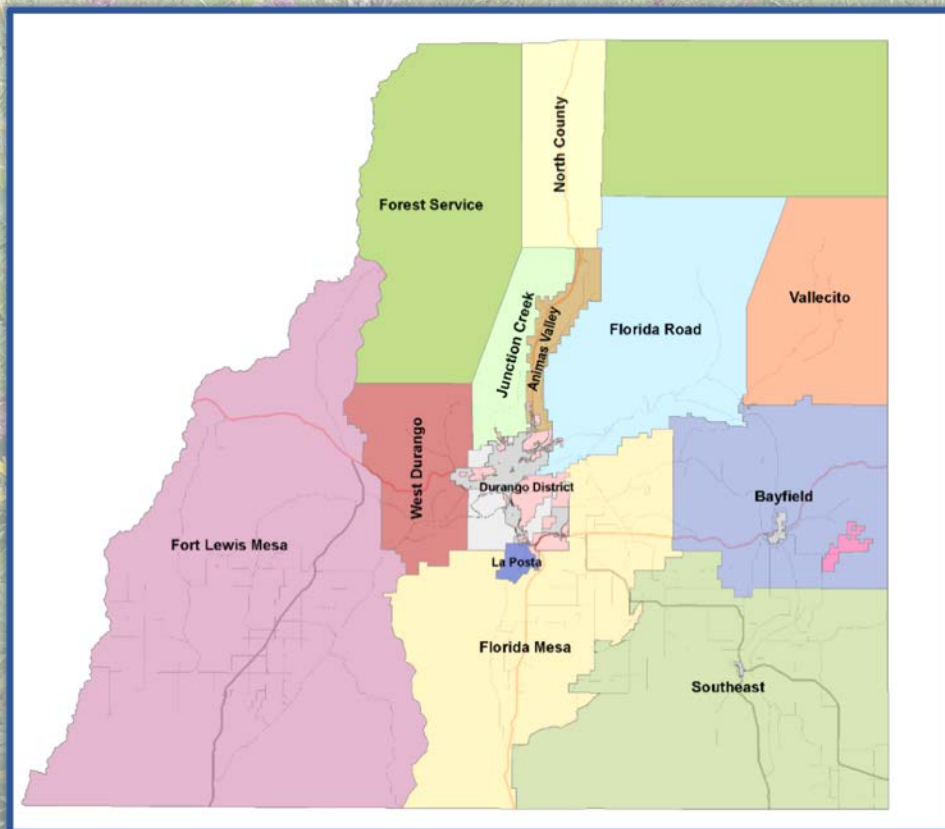 North County
Forest Service
Junction Creek
Animas Valley
Florida Road
Vallecito
West Durango
Durango District
Bayfield
Fort Lewis Mesa
La Posta
Florida Mesa
Southeast